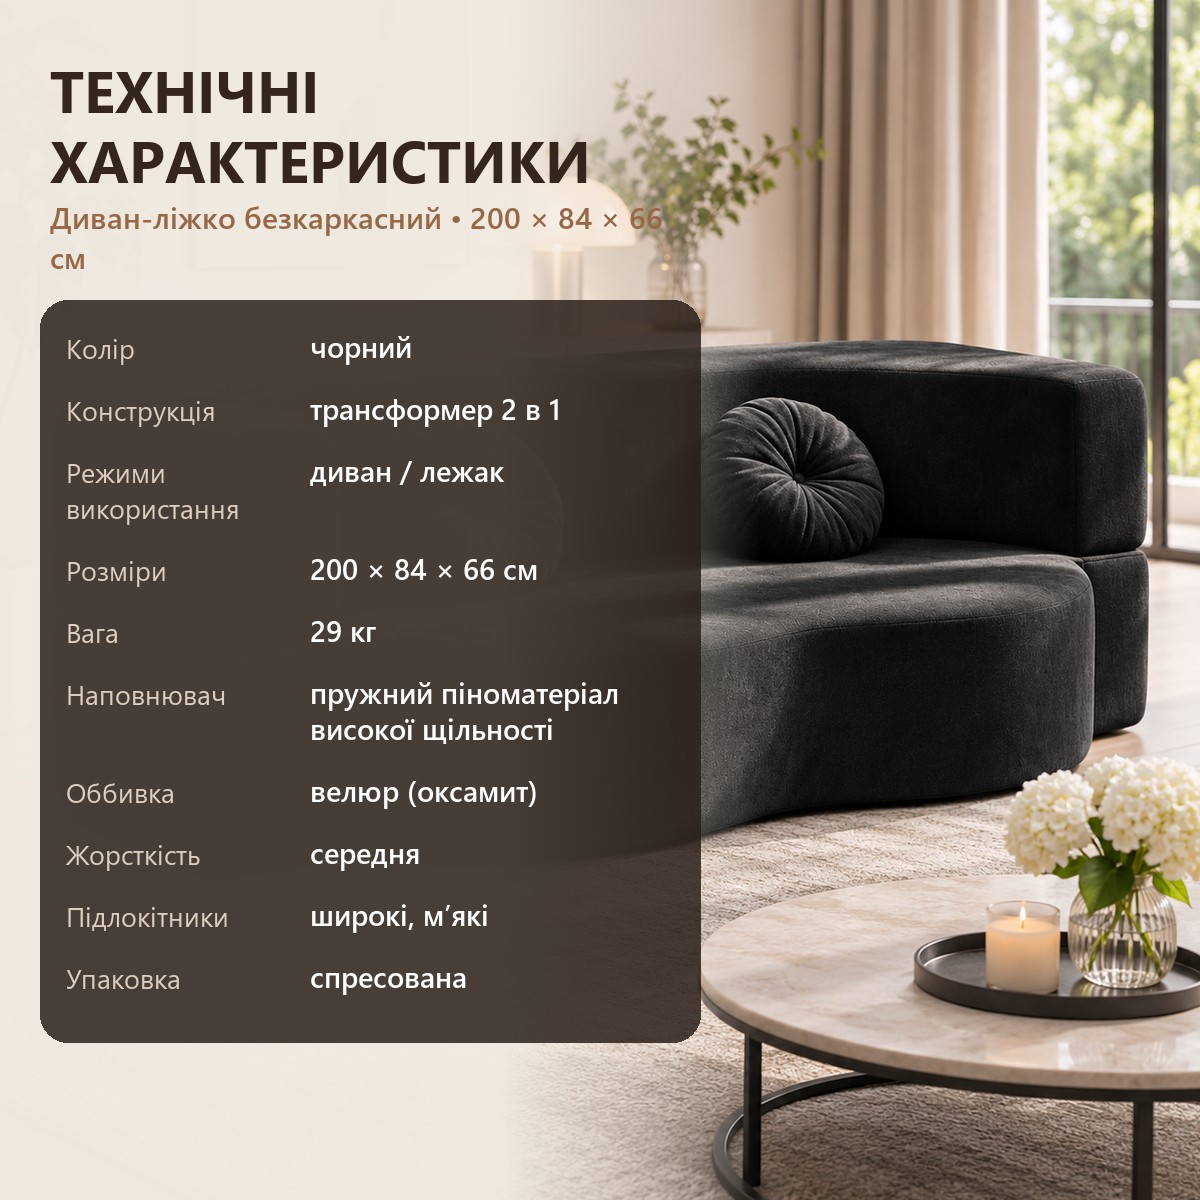 ТЕХНІЧНІ
ХАРАКТЕРИСТИКИ
Диван-ліжко безкаркасний • 200 × 84 × 66
см
Колір чорний
Конструкція трансформер 2 в 1
Режими диван / лежак
використання
Розміри 200 × 84 × 66 см
Вага 29 кг
Наповнювач пружний піноматеріал
високої щільності
Оббивка велюр (оксамит)
Жорсткість середня
Підлокітники широкі, м’які
Упаковка спресована